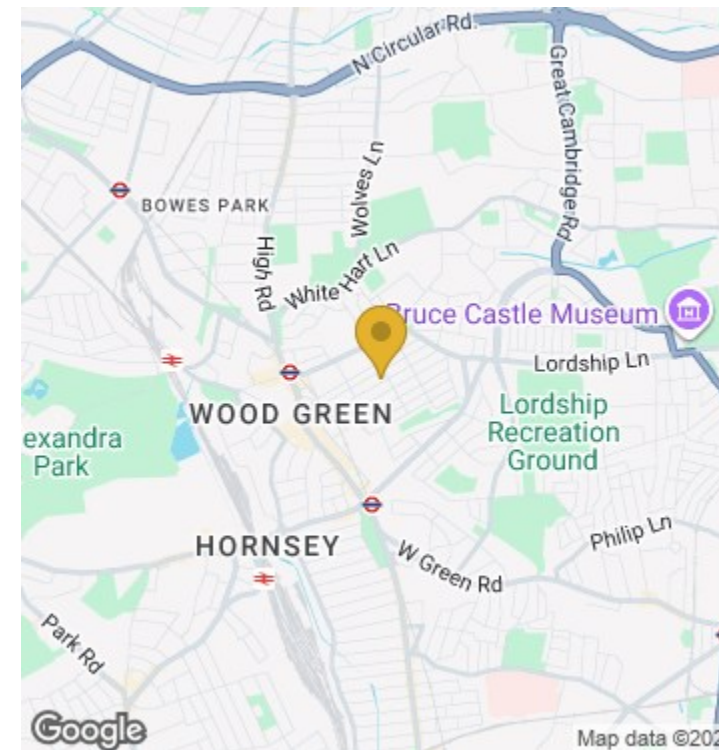 N Circular Rd.
Great Cambridge Rd
Wolves Ln
BOWES PARK
High Rd
White Hart Ln
Bruce Castle Museum
Lordship Ln
WOOD GREEN
Lordship
Recreation
Ground
exandra
Park
HORNSEY
Philip Ln
W Green Rd
Park Rd
Google
Map data ©202